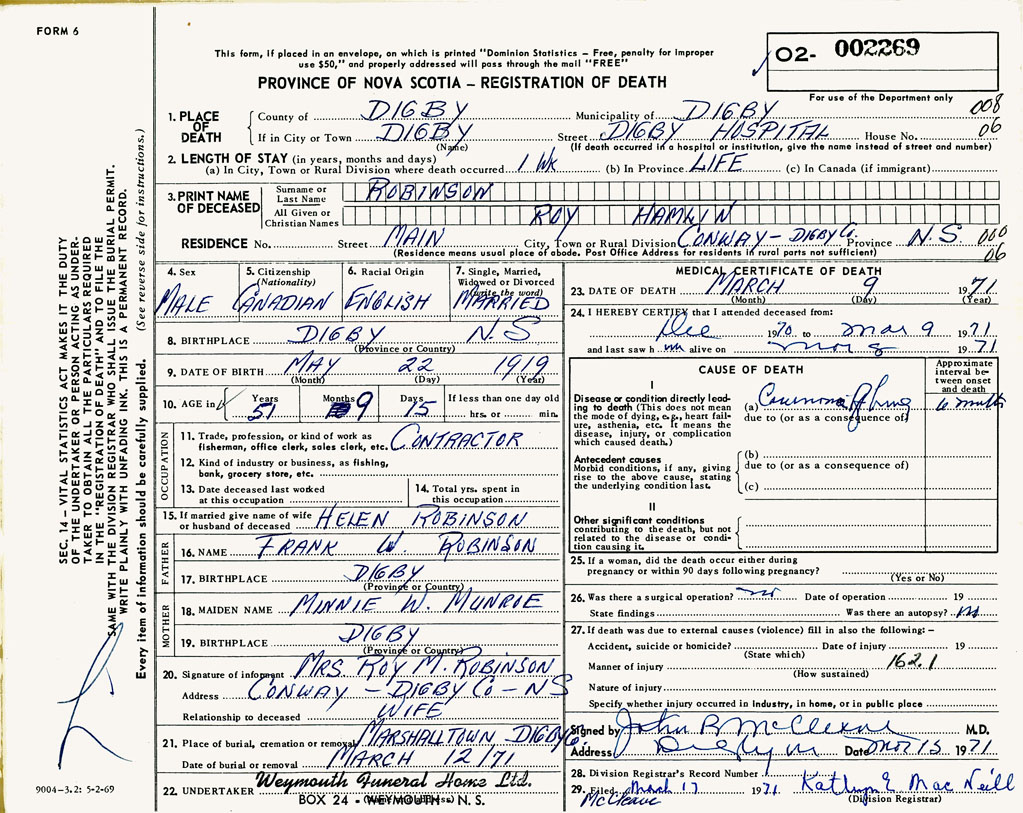 FORM 6
This form, if placed in an envelope, on which is printed "Dominion Statistics – Free, penalty for improper
use $50," and properly addressed will pass through the mail "FREE"
O2- 002269
PROVINCE OF NOVA SCOTIA – REGISTRATION OF DEATH
For use of the Department only
008
06
1. PLACE OF DEATH
County of DIGBY Municipality of DIGBY
If in City or Town DIGBY Street DIGBY HOSPITAL House No.
(Name) (If death occurred in a hospital or institution, give the name instead of street and number)
2. LENGTH OF STAY (in years, months and days)
(a) In City, Town or Rural Division where death occurred 1 Wk (b) In Province LIFE (c) In Canada (if immigrant)
3. PRINT NAME OF DECEASED
Surname or Last Name ROBINSON
All Given or Christian Names ROY HAMLIN
RESIDENCE No. Street MAIN City, Town or Rural Division CONWAY – DIGBY Co. Province N.S. 000
06
(Residence means usual place of abode. Post Office Address for residents in rural parts not sufficient)
4. Sex
MALE
5. Citizenship (Nationality)
CANADIAN
6. Racial Origin
ENGLISH
7. Single, Married, Widowed or Divorced (write the word)
MARRIED
8. BIRTHPLACE DIGBY N.S
(Province or Country)
9. DATE OF BIRTH MAY 22 1919
(Month) (Day) (Year)
10. AGE in Years 51 Months 9 Days 15 If less than one day old
hrs. or min.
OCCUPATION
11. Trade, profession, or kind of work as
fisherman, office clerk, sales clerk, etc. CONTRACTOR
12. Kind of industry or business, as fishing,
bank, grocery store, etc.
13. Date deceased last worked
at this occupation
14. Total yrs. spent in
this occupation
15. If married give name of wife
or husband of deceased HELEN ROBINSON
FATHER
16. NAME FRANK W. ROBINSON
17. BIRTHPLACE DIGBY
(Province or Country)
MOTHER
18. MAIDEN NAME MINNIE W. MUNROE
19. BIRTHPLACE DIGBY
(Province or Country)
20. Signature of informant MRS ROY M. ROBINSON
Address CONWAY – DIGBY Co – NS
Relationship to deceased WIFE
21. Place of burial, cremation or removal MARSHALLTOWN DIGBY Co.
Date of burial or removal MARCH 12/71
22. UNDERTAKER Weymouth Funeral Home Ltd.
BOX 24 - WEYMOUTH - N. S.
MEDICAL CERTIFICATE OF DEATH
23. DATE OF DEATH MARCH 9 1971
(Month) (Day) (Year)
24. I HEREBY CERTIFY that I attended deceased from:
Dec 1970 to Mar 9 1971
and last saw h im alive on Mar 8 1971
CAUSE OF DEATH
Approximate interval between onset and death
I
Disease or condition directly leading
to death (This does not mean
the mode of dying, e.g., heart failure,
asthenia, etc. It means the
disease, injury, or complication
which caused death.)
(a) Carcinoma of lung 6 mnths
due to (or as a consequence of)
Antecedent causes
Morbid conditions, if any, giving
rise to the above cause, stating
the underlying condition last.
(b)
due to (or as a consequence of)
(c)
II
Other significant conditions
contributing to the death, but not
related to the disease or condition
causing it.
25. If a woman, did the death occur either during
pregnancy or within 90 days following pregnancy?
(Yes or No)
26. Was there a surgical operation? no Date of operation 19
State findings Was there an autopsy? no
27. If death was due to external causes (violence) fill in also the following: –
Accident, suicide or homicide? Date of injury 19
(State which)
Manner of injury 162.1
(How sustained)
Nature of injury
Specify whether injury occurred in industry, in home, or in public place
Signed by John R McCleave M.D.
Address Digby NS Date Mar 15 1971
28. Division Registrar's Record Number
29. Filed March 17 1971 Kathryn E MacNeill
McCleave (Division Registrar)
SEC. 14 – VITAL STATISTICS ACT MAKES IT THE DUTY
OF THE UNDERTAKER OR PERSON ACTING AS UNDER-
TAKER TO OBTAIN ALL THE PARTICULARS REQUIRED
IN THE "REGISTRATION OF DEATH" AND TO FILE THE
SAME WITH THE DIVISION REGISTRAR WHO SHALL ISSUE THE BURIAL PERMIT.
WRITE PLAINLY WITH UNFADING INK. THIS IS A PERMANENT RECORD.
Every item of information should be carefully supplied. (See reverse side for instructions.)
9004-3.2: 5-2-69